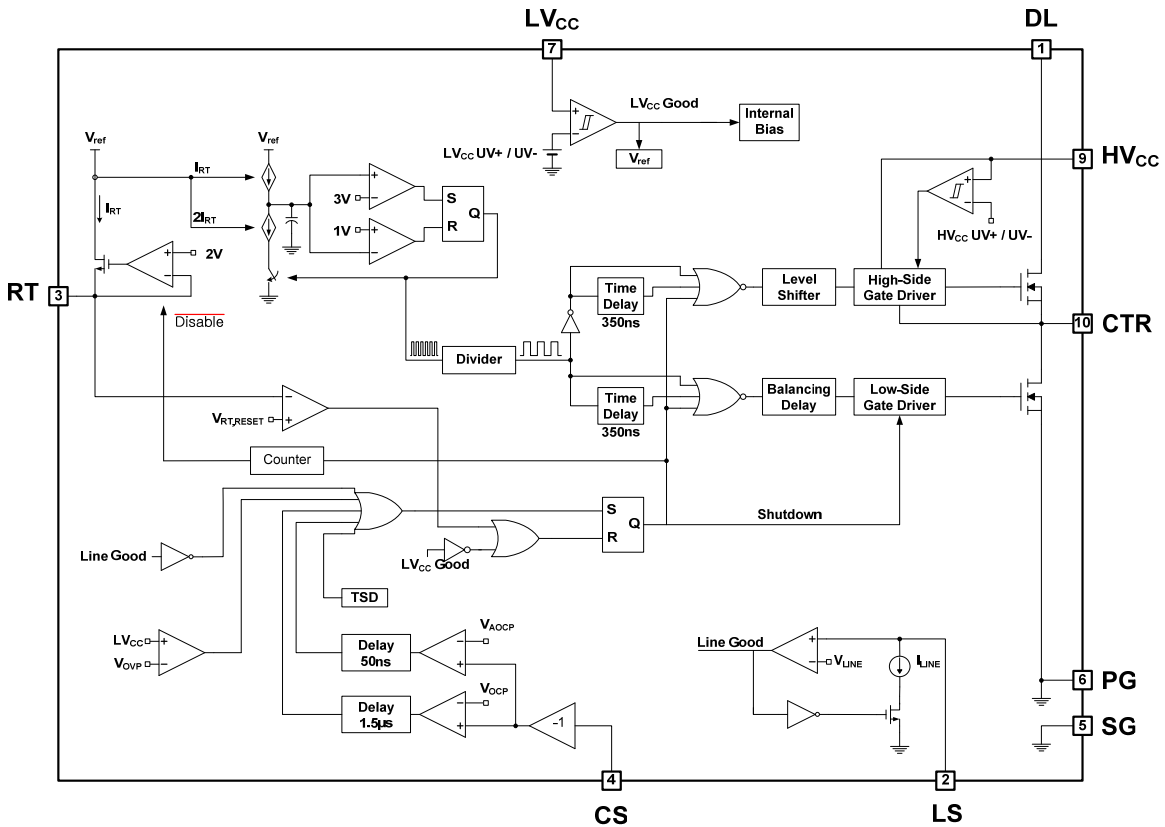 LVCC
DL
7
1
LVCC Good
Internal
Bias
Vref
LVCC UV+ / UV-
Vref
Vref
HVCC
9
IRT
3V
S
Q
R
1V
IRT
2IRT
2V
+
-
HVCC UV+ / UV-
RT
3
Disable
Time
Delay
350ns
Level
Shifter
High-Side
Gate Driver
10
CTR
Divider
Time
Delay
350ns
Balancing
Delay
Low-Side
Gate Driver
VRT,RESET
Counter
S
Q
R
Shutdown
Line Good
LVCC Good
TSD
LVCC
VOVP
Delay
50ns
VAOCP
Line Good
VLINE
ILINE
Delay
1.5µs
VOCP
-1
6
PG
5
SG
4
CS
2
LS